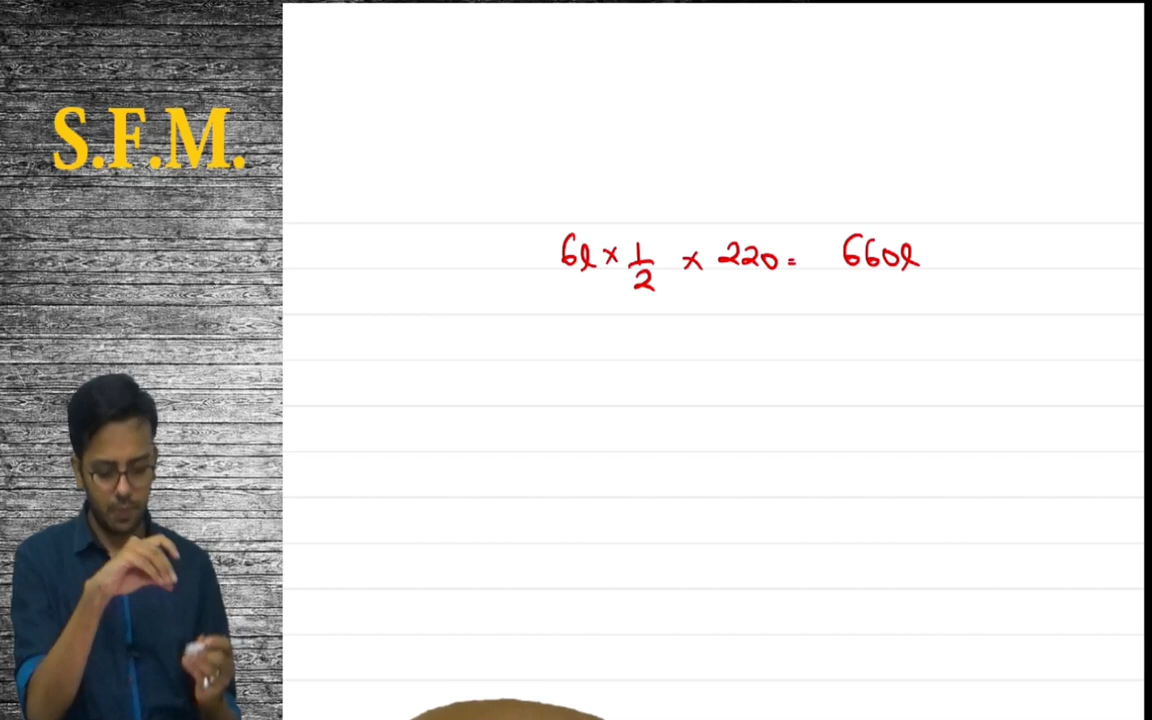 S.F.M.
6l × 1/2 × 220 = 660l